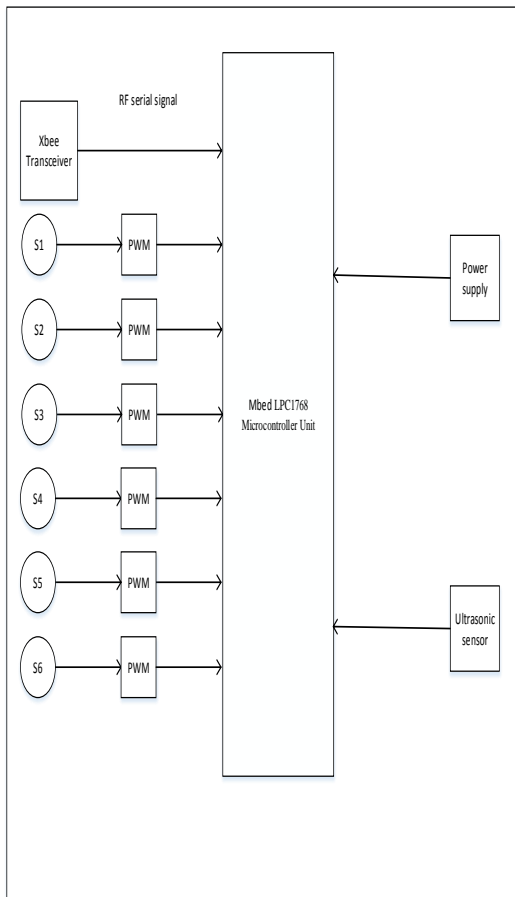 RF serial signal
Xbee
Transceiver
S1
PWM
S2
PWM
S3
PWM
S4
PWM
S5
PWM
S6
PWM
Mbed LPC1768
Microcontroller Unit
Power
supply
Ultrasonic
sensor